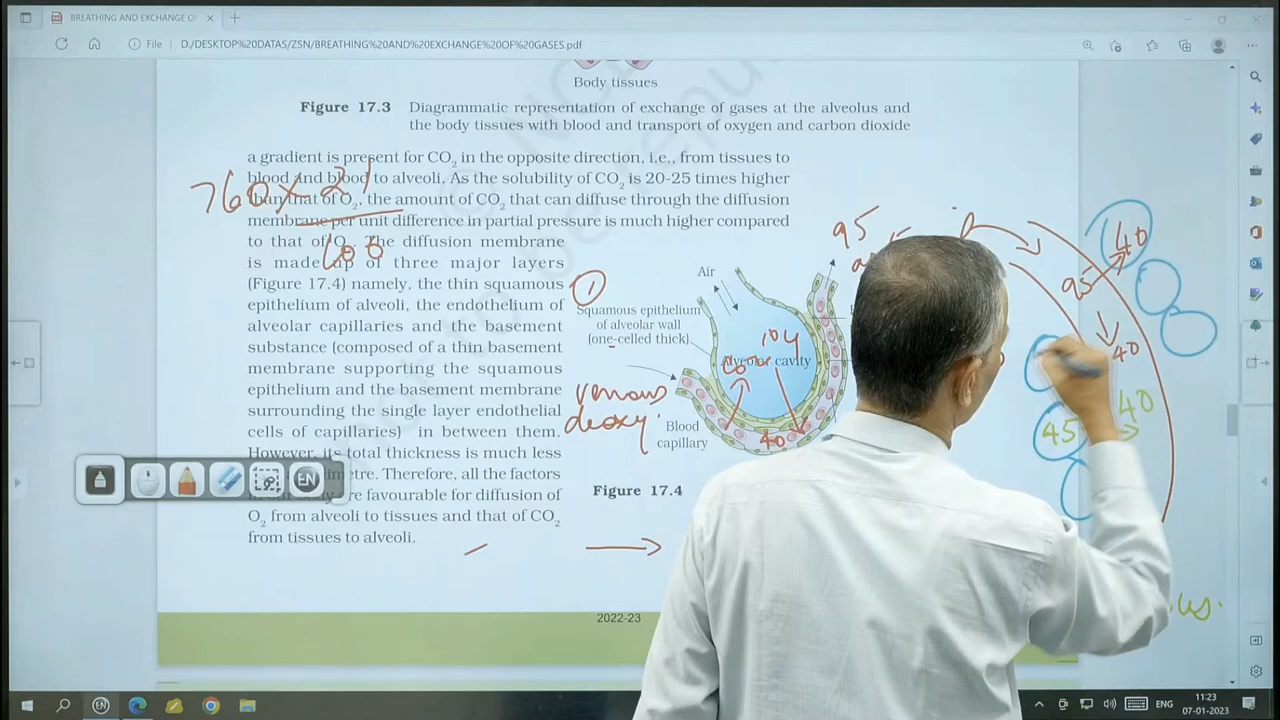 BREATHING AND EXCHANGE OF
File
D:/DESKTOP%20DATAS/ZSN/BREATHING%20AND%20EXCHANGE%20OF%20GASES.pdf
Body tissues
Figure 17.3 Diagrammatic representation of exchange of gases at the alveolus and
the body tissues with blood and transport of oxygen and carbon dioxide
a gradient is present for CO2 in the opposite direction, i.e., from tissues to
blood and blood to alveoli. As the solubility of CO2 is 20-25 times higher
than that of O2, the amount of CO2 that can diffuse through the diffusion
membrane per unit difference in partial pressure is much higher compared
to that of O2. The diffusion membrane
is made up of three major layers
(Figure 17.4) namely, the thin squamous
epithelium of alveoli, the endothelium of
alveolar capillaries and the basement
substance (composed of a thin basement
membrane supporting the squamous
epithelium and the basement membrane
surrounding the single layer endothelial
cells of capillaries) in between them.
However, its total thickness is much less
Therefore, all the factors
are favourable for diffusion of
O2 from alveoli to tissues and that of CO2
from tissues to alveoli.
760 X 21
100
1
Air
Squamous epithelium
of alveolar wall
(one-celled thick)
Alveolar cavity
104
CO2
40
venous
deoxy.
Blood
capillary
Figure 17.4
95
95
40
40
40
45
2022-23
EN
ENG
11:23
07-01-2023